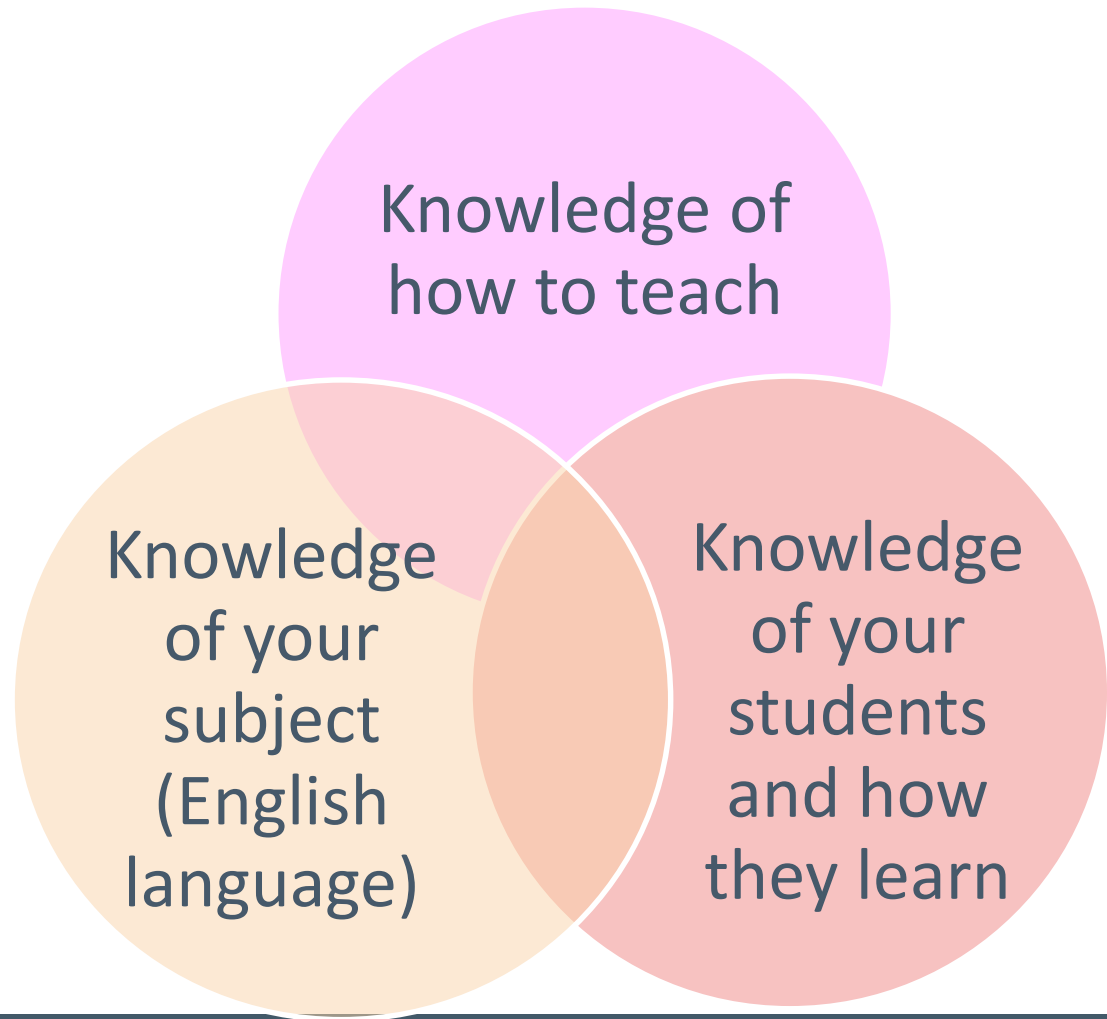 Knowledge of
how to teach
Knowledge
of your
subject
(English
language)
Knowledge
of your
students
and how
they learn